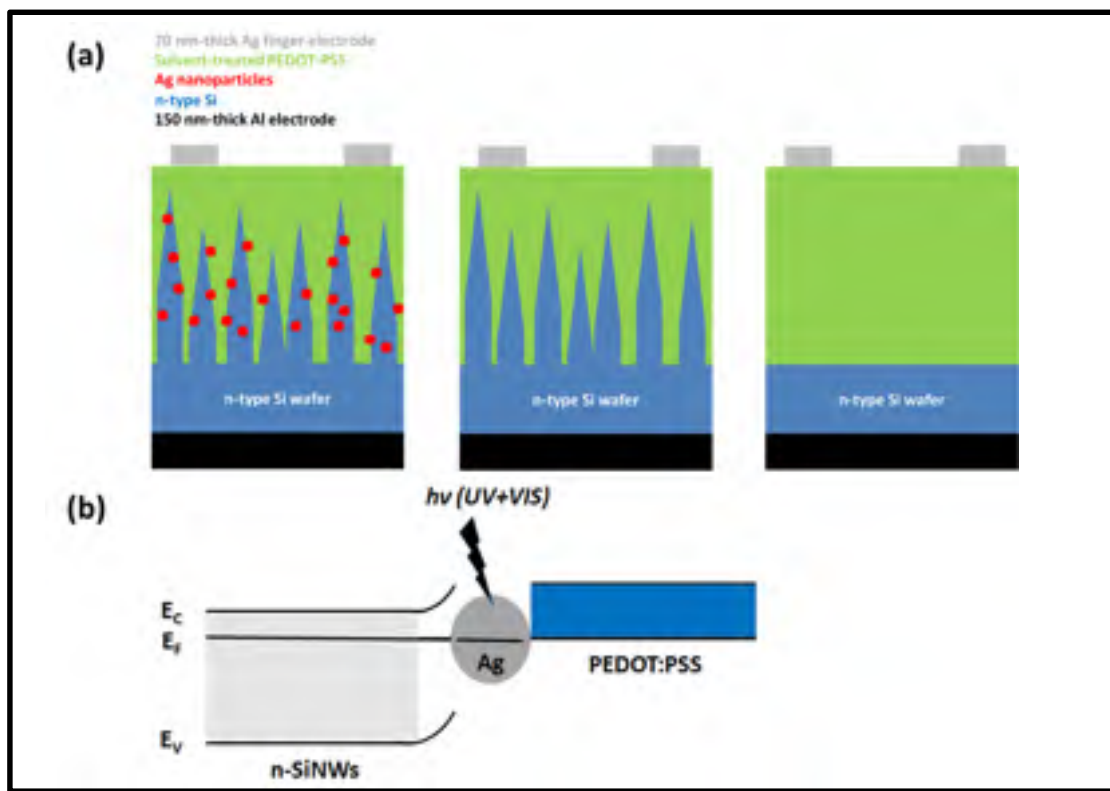 (a)
70 nm-thick Ag finger electrode
Solvent-treated PEDOT-PSS
Ag nanoparticles
n-type Si
150 nm-thick Al electrode
n-type Si wafer
n-type Si wafer
n-type Si wafer
(b)
hν (UV+VIS)
E_C
E_F
Ag
PEDOT:PSS
E_V
n-SiNWs